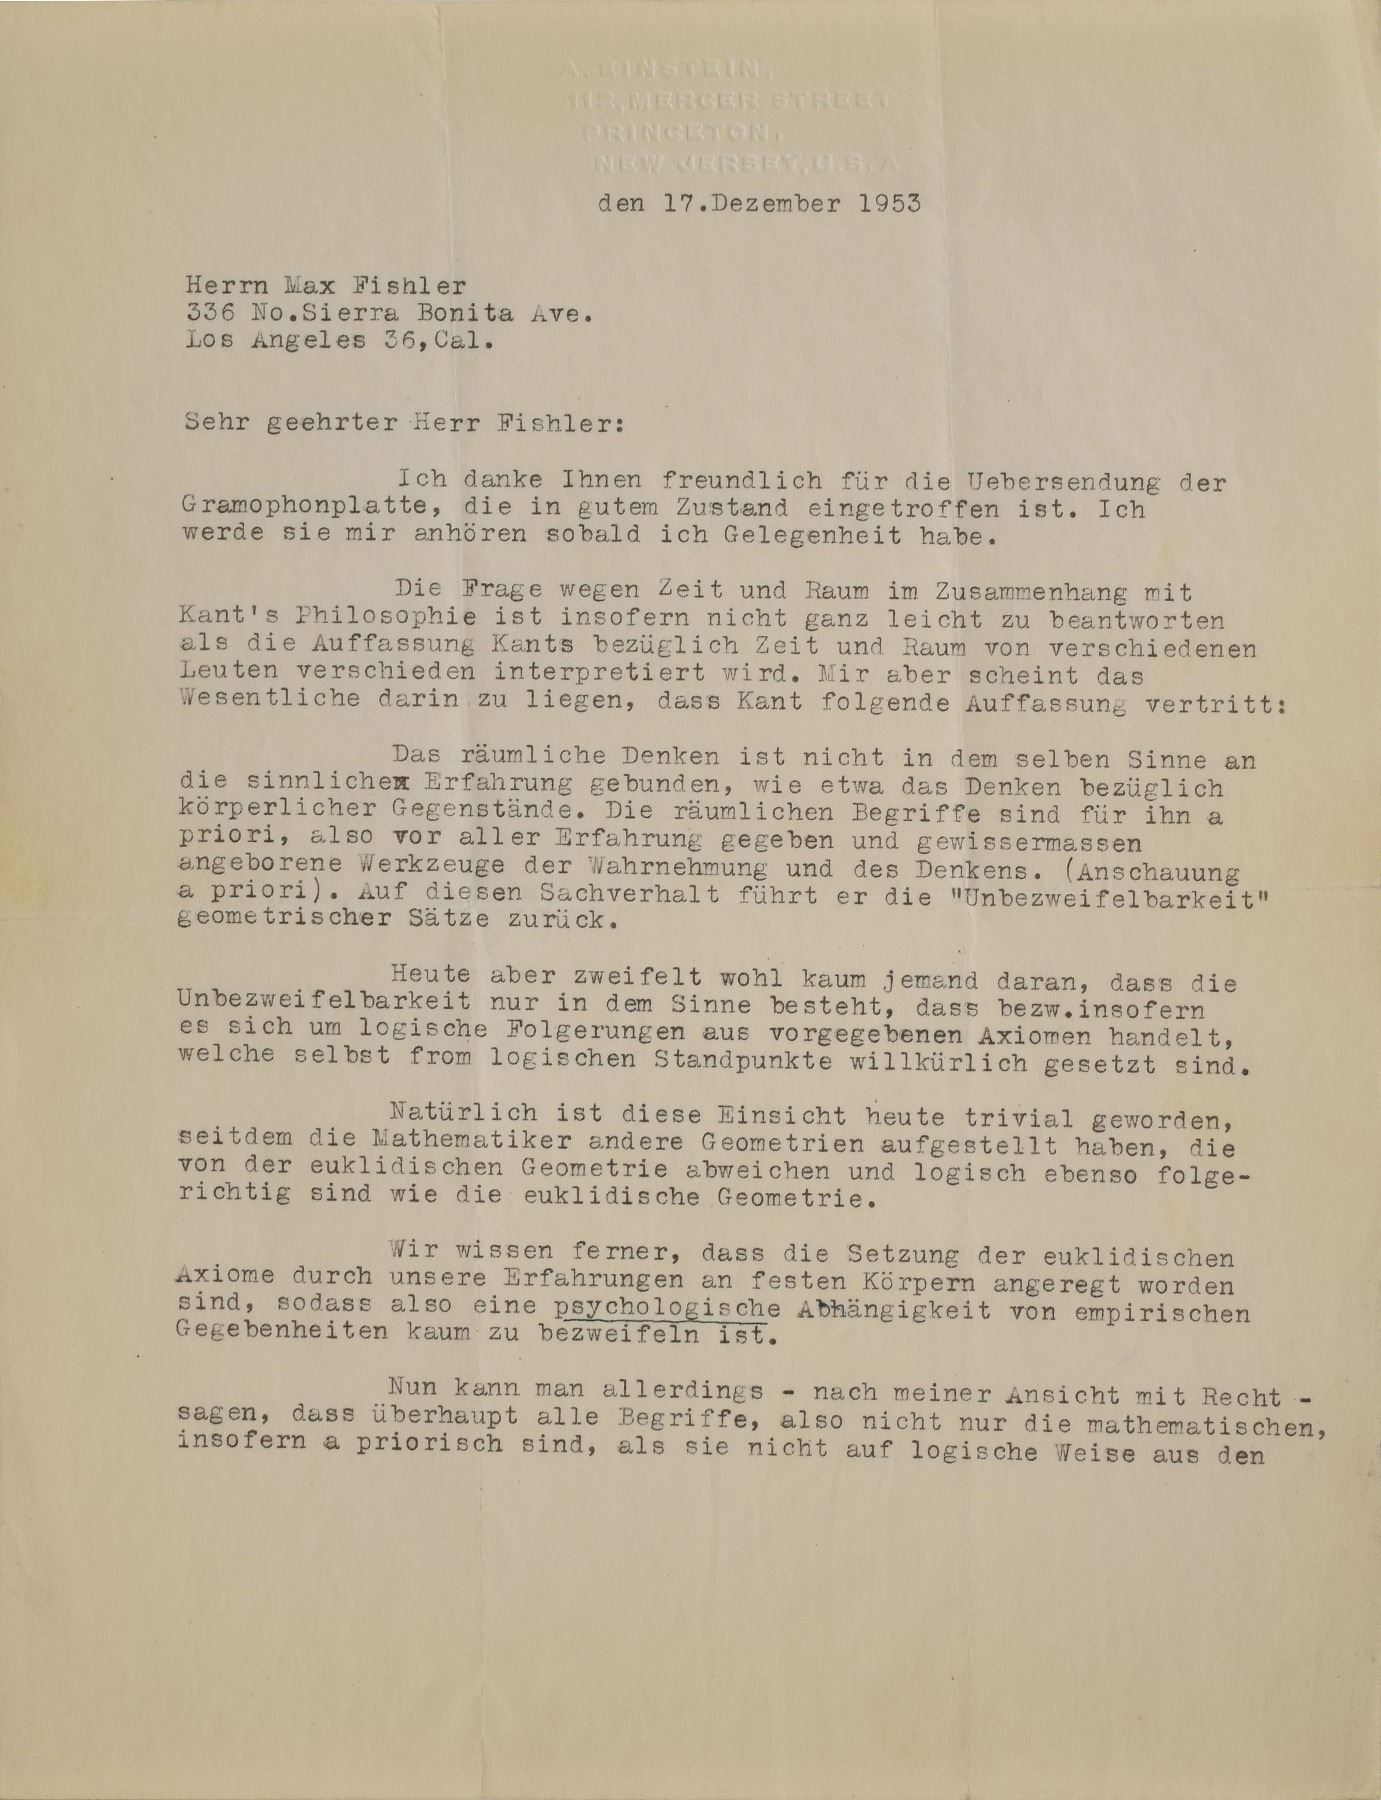 A. EINSTEIN,
112, MERCER STREET
PRINCETON,
NEW JERSEY, U.S.A
den 17.Dezember 1953
Herrn Max Fishler
336 No.Sierra Bonita Ave.
Los Angeles 36,Cal.
Sehr geehrter Herr Fishler:
Ich danke Ihnen freundlich für die Uebersendung der
Gramophonplatte, die in gutem Zustand eingetroffen ist. Ich
werde sie mir anhören sobald ich Gelegenheit habe.
Die Frage wegen Zeit und Raum im Zusammenhang mit
Kant's Philosophie ist insofern nicht ganz leicht zu beantworten
als die Auffassung Kants bezüglich Zeit und Raum von verschiedenen
Leuten verschieden interpretiert wird. Mir aber scheint das
Wesentliche darin zu liegen, dass Kant folgende Auffassung vertritt:
Das räumliche Denken ist nicht in dem selben Sinne an
die sinnliche Erfahrung gebunden, wie etwa das Denken bezüglich
körperlicher Gegenstände. Die räumlichen Begriffe sind für ihn a
priori, also vor aller Erfahrung gegeben und gewissermassen
angeborene Werkzeuge der Wahrnehmung und des Denkens. (Anschauung
a priori). Auf diesen Sachverhalt führt er die "Unbezweifelbarkeit"
geometrischer Sätze zurück.
Heute aber zweifelt wohl kaum jemand daran, dass die
Unbezweifelbarkeit nur in dem Sinne besteht, dass bezw.insofern
es sich um logische Folgerungen aus vorgegebenen Axiomen handelt,
welche selbst from logischen Standpunkte willkürlich gesetzt sind.
Natürlich ist diese Einsicht heute trivial geworden,
seitdem die Mathematiker andere Geometrien aufgestellt haben, die
von der euklidischen Geometrie abweichen und logisch ebenso folge-
richtig sind wie die euklidische Geometrie.
Wir wissen ferner, dass die Setzung der euklidischen
Axiome durch unsere Erfahrungen an festen Körpern angeregt worden
sind, sodass also eine psychologische Abhängigkeit von empirischen
Gegebenheiten kaum zu bezweifeln ist.
Nun kann man allerdings - nach meiner Ansicht mit Recht -
sagen, dass überhaupt alle Begriffe, also nicht nur die mathematischen,
insofern a priorisch sind, als sie nicht auf logische Weise aus den